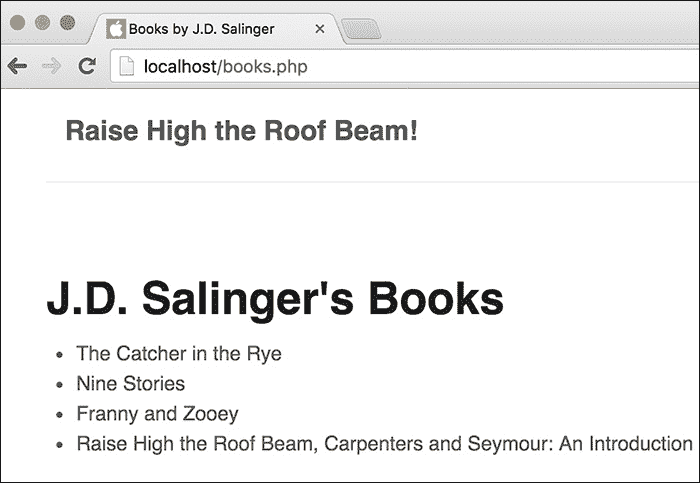 Books by J.D. Salinger
localhost/books.php
Raise High the Roof Beam!
J.D. Salinger's Books
The Catcher in the Rye
Nine Stories
Franny and Zooey
Raise High the Roof Beam, Carpenters and Seymour: An Introduction